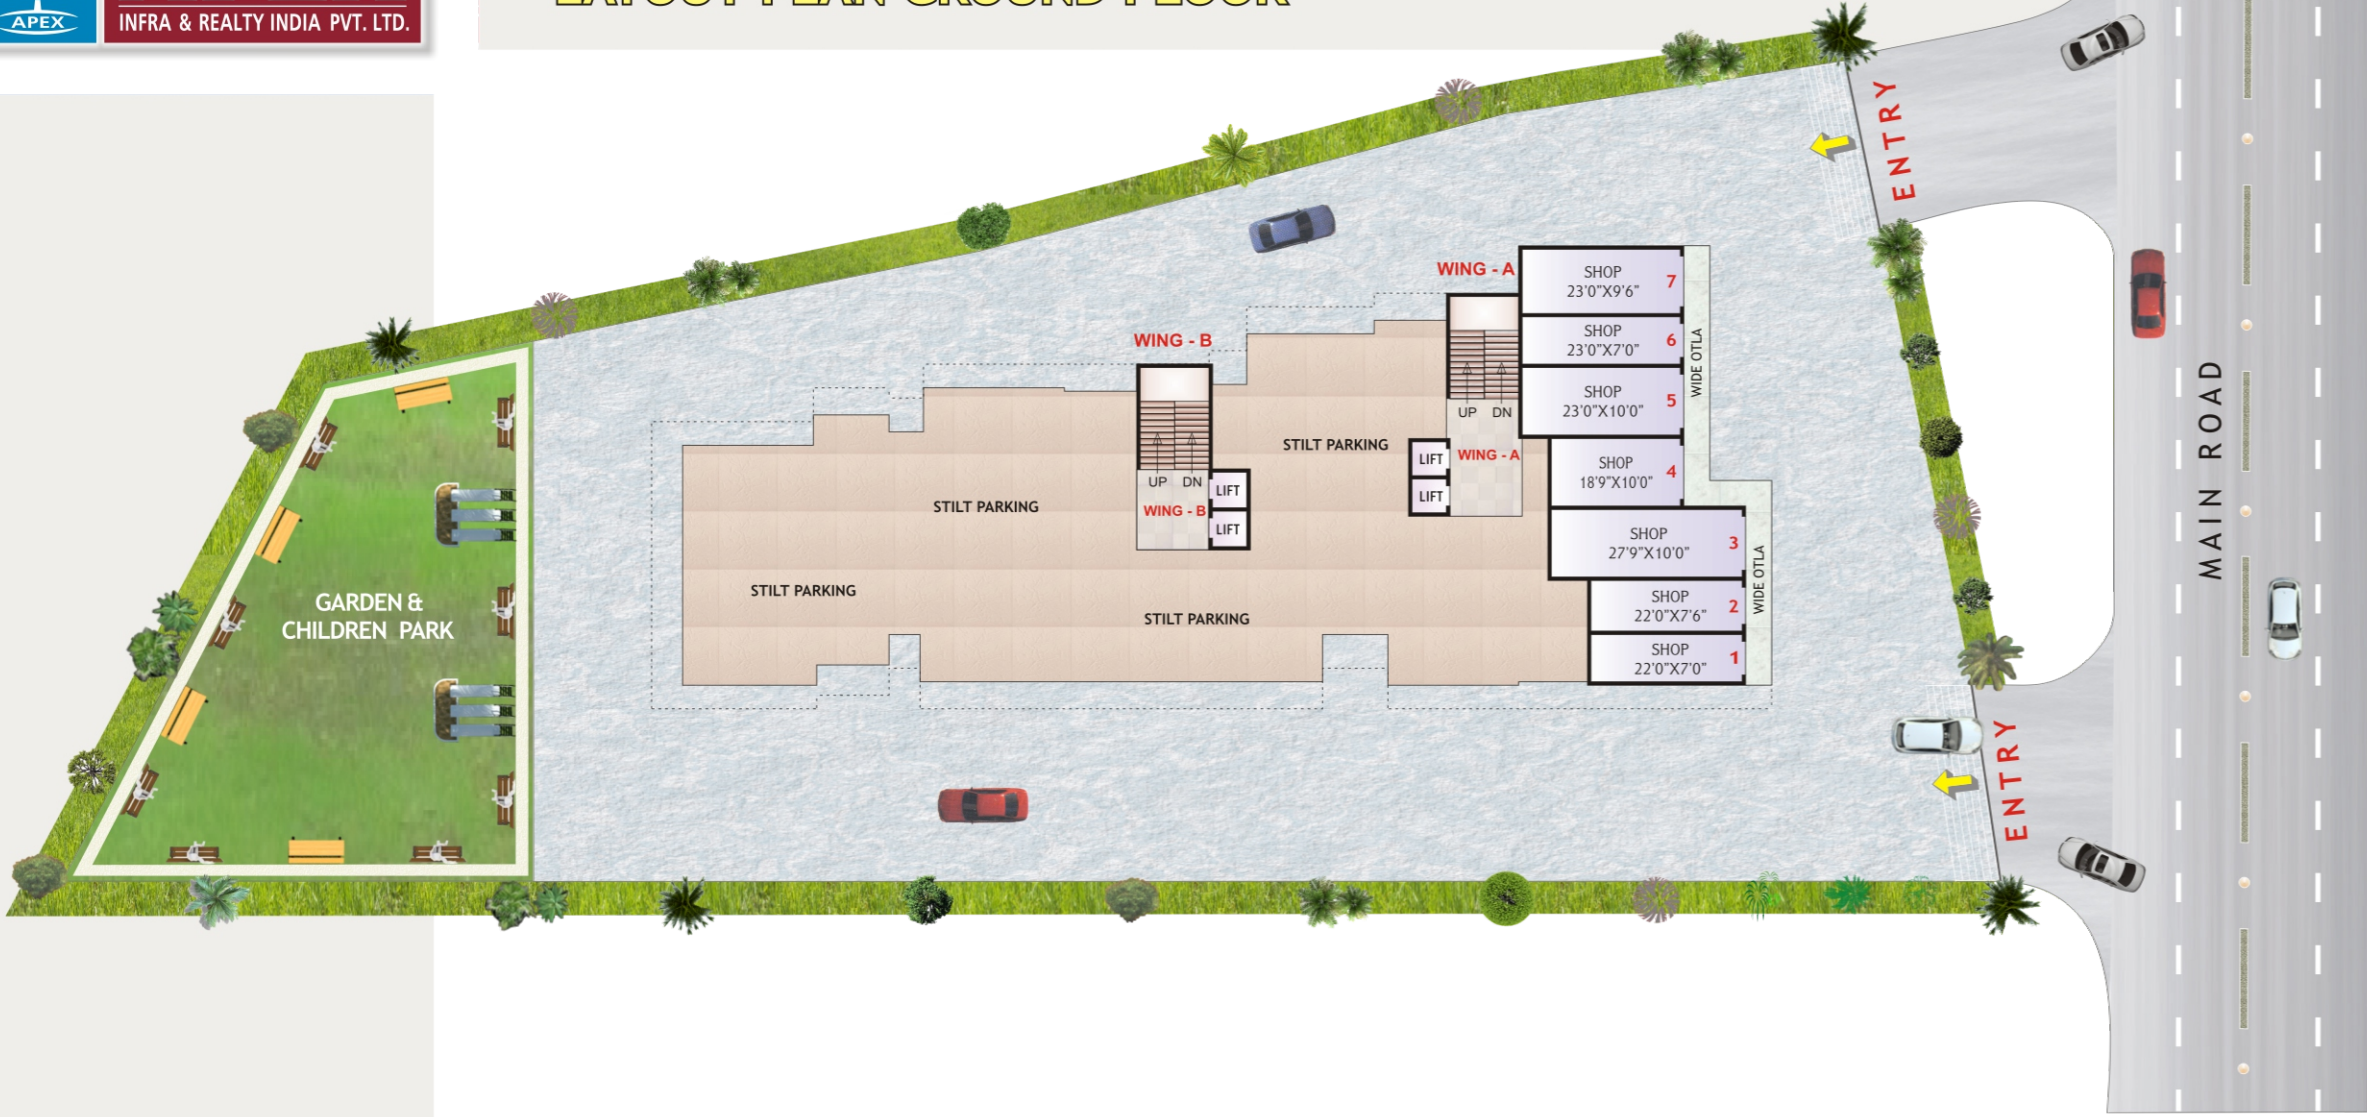 APEX
INFRA & REALTY INDIA PVT. LTD.
LAYOUT PLAN GROUND FLOOR
ENTRY
WING - A
SHOP
23'0"X9'6"
7
SHOP
23'0"X7'0"
6
SHOP
23'0"X10'0"
5
WIDE OTLA
UP DN
WING - B
SHOP
18'9"X10'0"
4
LIFT
LIFT
WING - A
STILT PARKING
UP DN
LIFT
LIFT
WING - B
STILT PARKING
SHOP
27'9"X10'0"
3
SHOP
22'0"X7'6"
2
SHOP
22'0"X7'0"
1
WIDE OTLA
STILT PARKING
STILT PARKING
GARDEN &
CHILDREN PARK
MAIN ROAD
ENTRY